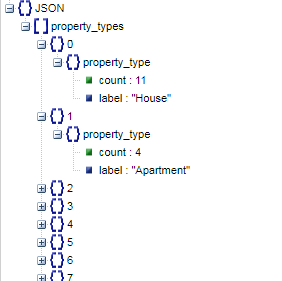 JSON
property_types
0
property_type
count : 11
label : "House"
1
property_type
count : 4
label : "Apartment"
2
3
4
5
6
7